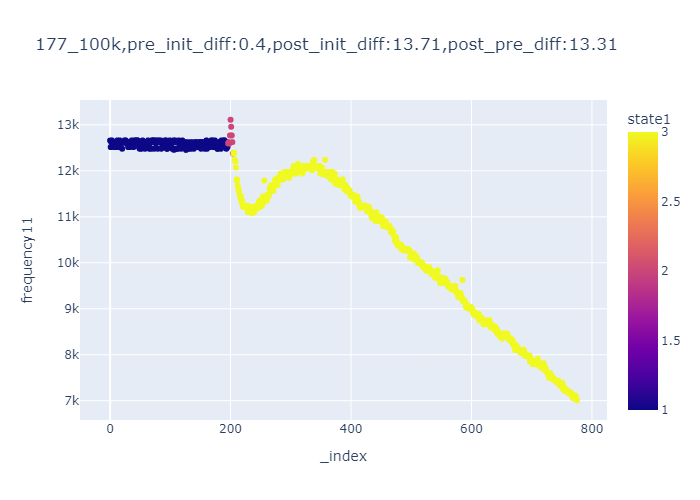 177_100k,pre_init_diff:0.4,post_init_diff:13.71,post_pre_diff:13.31
state1
3
2.5
2
1.5
1
13k
12k
11k
10k
9k
8k
7k
frequency11
0
200
400
600
800
_index